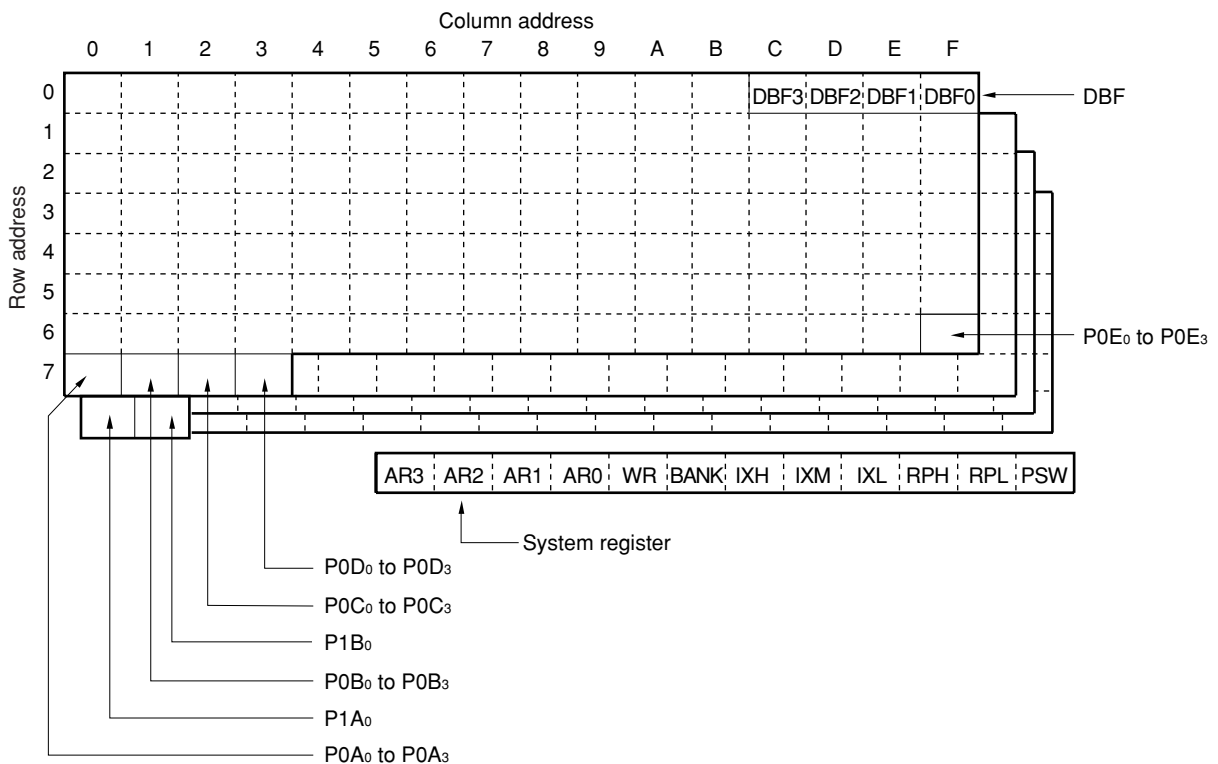 Column address
0 1 2 3 4 5 6 7 8 9 A B C D E F
Row address
0 DBF3 DBF2 DBF1 DBF0 DBF
1
2
3
4
5
6 P0E₀ to P0E₃
7
AR3 AR2 AR1 AR0 WR BANK IXH IXM IXL RPH RPL PSW
System register
P0D₀ to P0D₃
P0C₀ to P0C₃
P1B₀
P0B₀ to P0B₃
P1A₀
P0A₀ to P0A₃